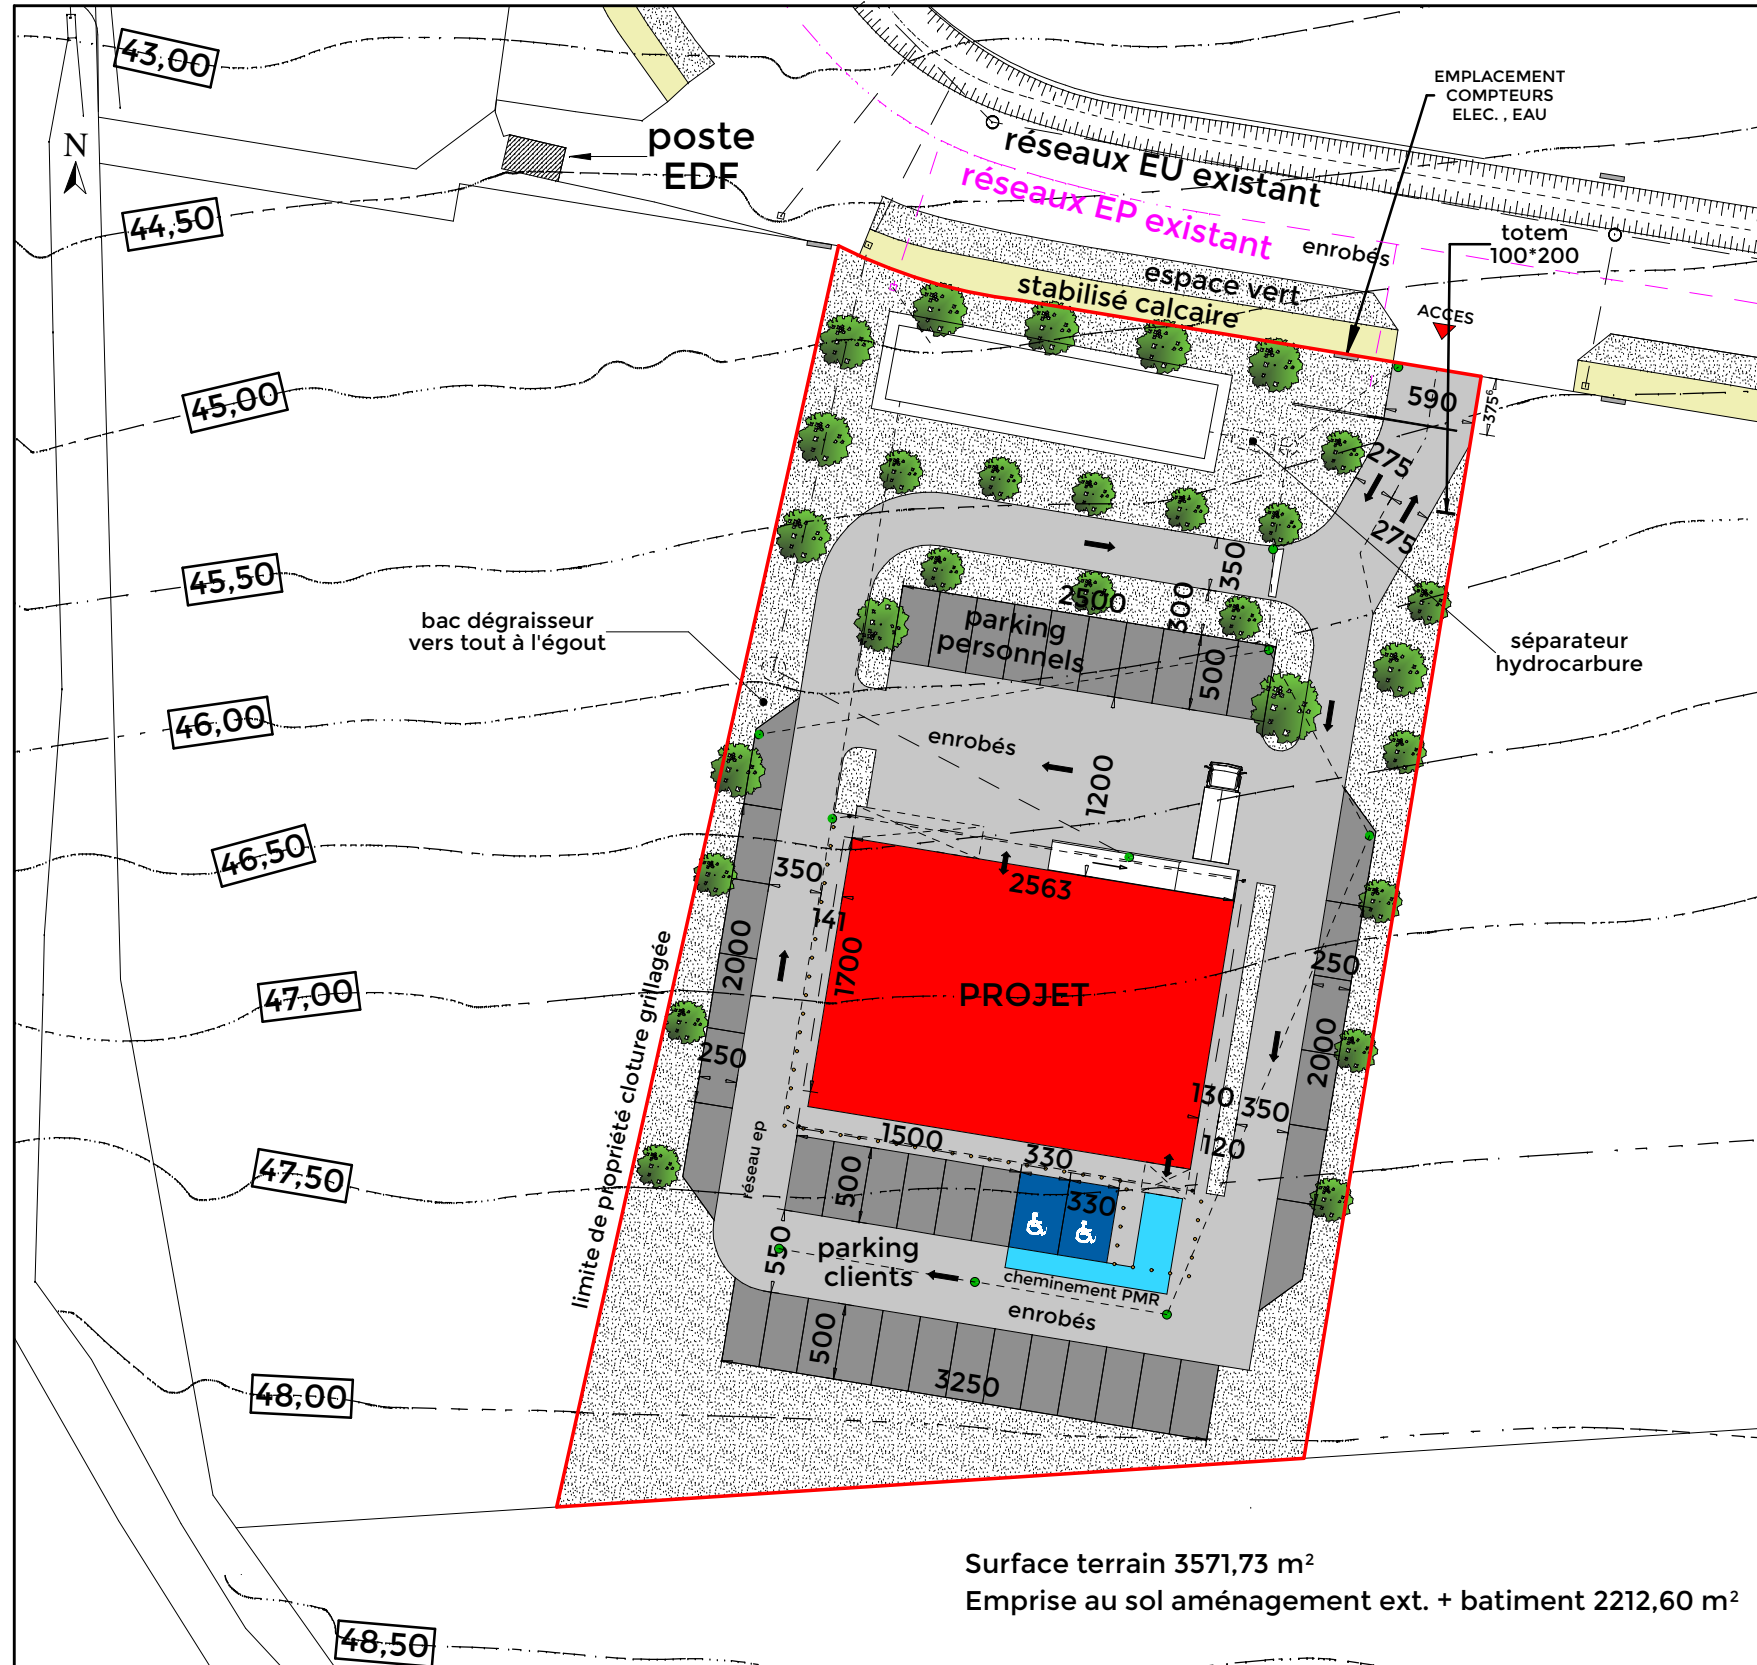 43,00
N
poste
EDF
44,50
EMPLACEMENT
COMPTEURS
ELEC. , EAU
réseaux EU existant
réseaux EP existant
enrobés
totem
100*200
espace vert
stabilisé calcaire
ACCES
45,00
590
375⁶
275
275
45,50
350
2500
300
parking
personnels
500
bac dégraisseur
vers tout à l'égout
séparateur
hydrocarbure
46,00
enrobés
1200
46,50
350
2563
141
1700
2000
250
PROJET
47,00
250
2000
limite de propriété cloture grillagée
130
350
120
1500
330
330
réseau ep
500
47,50
550
parking
clients
cheminement PMR
enrobés
500
3250
48,00
Surface terrain 3571,73 m²
Emprise au sol aménagement ext. + batiment 2212,60 m²
48,50